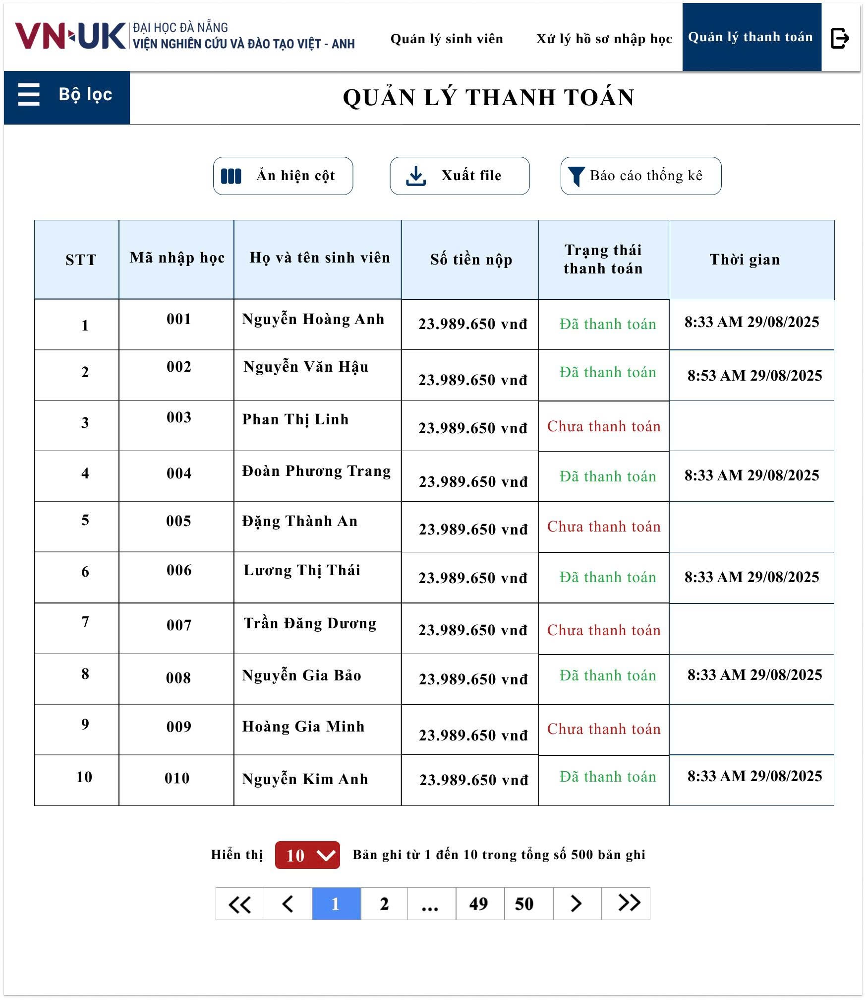 VN-UK
ĐẠI HỌC ĐÀ NẴNG
VIỆN NGHIÊN CỨU VÀ ĐÀO TẠO VIỆT - ANH
Quản lý sinh viên
Xử lý hồ sơ nhập học
Quản lý thanh toán
Bộ lọc
QUẢN LÝ THANH TOÁN
Ẩn hiện cột
Xuất file
Báo cáo thống kê
STT Mã nhập học Họ và tên sinh viên Số tiền nộp Trạng thái thanh toán Thời gian
1 001 Nguyễn Hoàng Anh 23.989.650 vnđ Đã thanh toán 8:33 AM 29/08/2025
2 002 Nguyễn Văn Hậu 23.989.650 vnđ Đã thanh toán 8:53 AM 29/08/2025
3 003 Phan Thị Linh 23.989.650 vnđ Chưa thanh toán
4 004 Đoàn Phương Trang 23.989.650 vnđ Đã thanh toán 8:33 AM 29/08/2025
5 005 Đặng Thành An 23.989.650 vnđ Chưa thanh toán
6 006 Lương Thị Thái 23.989.650 vnđ Đã thanh toán 8:33 AM 29/08/2025
7 007 Trần Đăng Dương 23.989.650 vnđ Chưa thanh toán
8 008 Nguyễn Gia Bảo 23.989.650 vnđ Đã thanh toán 8:33 AM 29/08/2025
9 009 Hoàng Gia Minh 23.989.650 vnđ Chưa thanh toán
10 010 Nguyễn Kim Anh 23.989.650 vnđ Đã thanh toán 8:33 AM 29/08/2025
Hiển thị 10 Bản ghi từ 1 đến 10 trong tổng số 500 bản ghi
1 2 ... 49 50